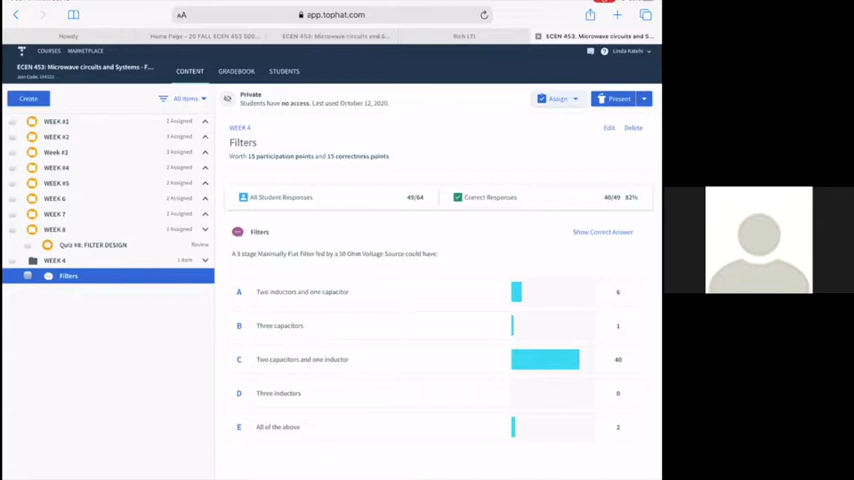 AA
app.tophat.com
Howdy
Home Page - 20 FALL ECEN 453 500...
ECEN 453: Microwave circuits and S...
Rich LTI
ECEN 453: Microwave circuits and S...
COURSES MARKETPLACE
Linda Katehi
ECEN 453: Microwave circuits and Systems - F...
CONTENT GRADEBOOK STUDENTS
Create
All items
Private
Students have no access. Last used October 12, 2020.
Assign
Present
WEEK #1 2 Assigned
WEEK #2 3 Assigned
Week #3 3 Assigned
WEEK #4 2 Assigned
WEEK #5 2 Assigned
WEEK 6 2 Assigned
WEEK 7 2 Assigned
WEEK 8 1 Assigned
Quiz #8: FILTER DESIGN Review
WEEK 4 1 item
Filters
WEEK 4
Edit Delete
Filters
Worth 15 participation points and 15 correctness points
All Student Responses 49/64
Correct Responses 40/49 82%
Filters
Show Correct Answer
A 3 stage Maximally Flat Filter fed by a 50 Ohm Voltage Source could have:
A Two inductors and one capacitor 6
B Three capacitors 1
C Two capacitors and one inductor 40
D Three inductors 0
E All of the above 2